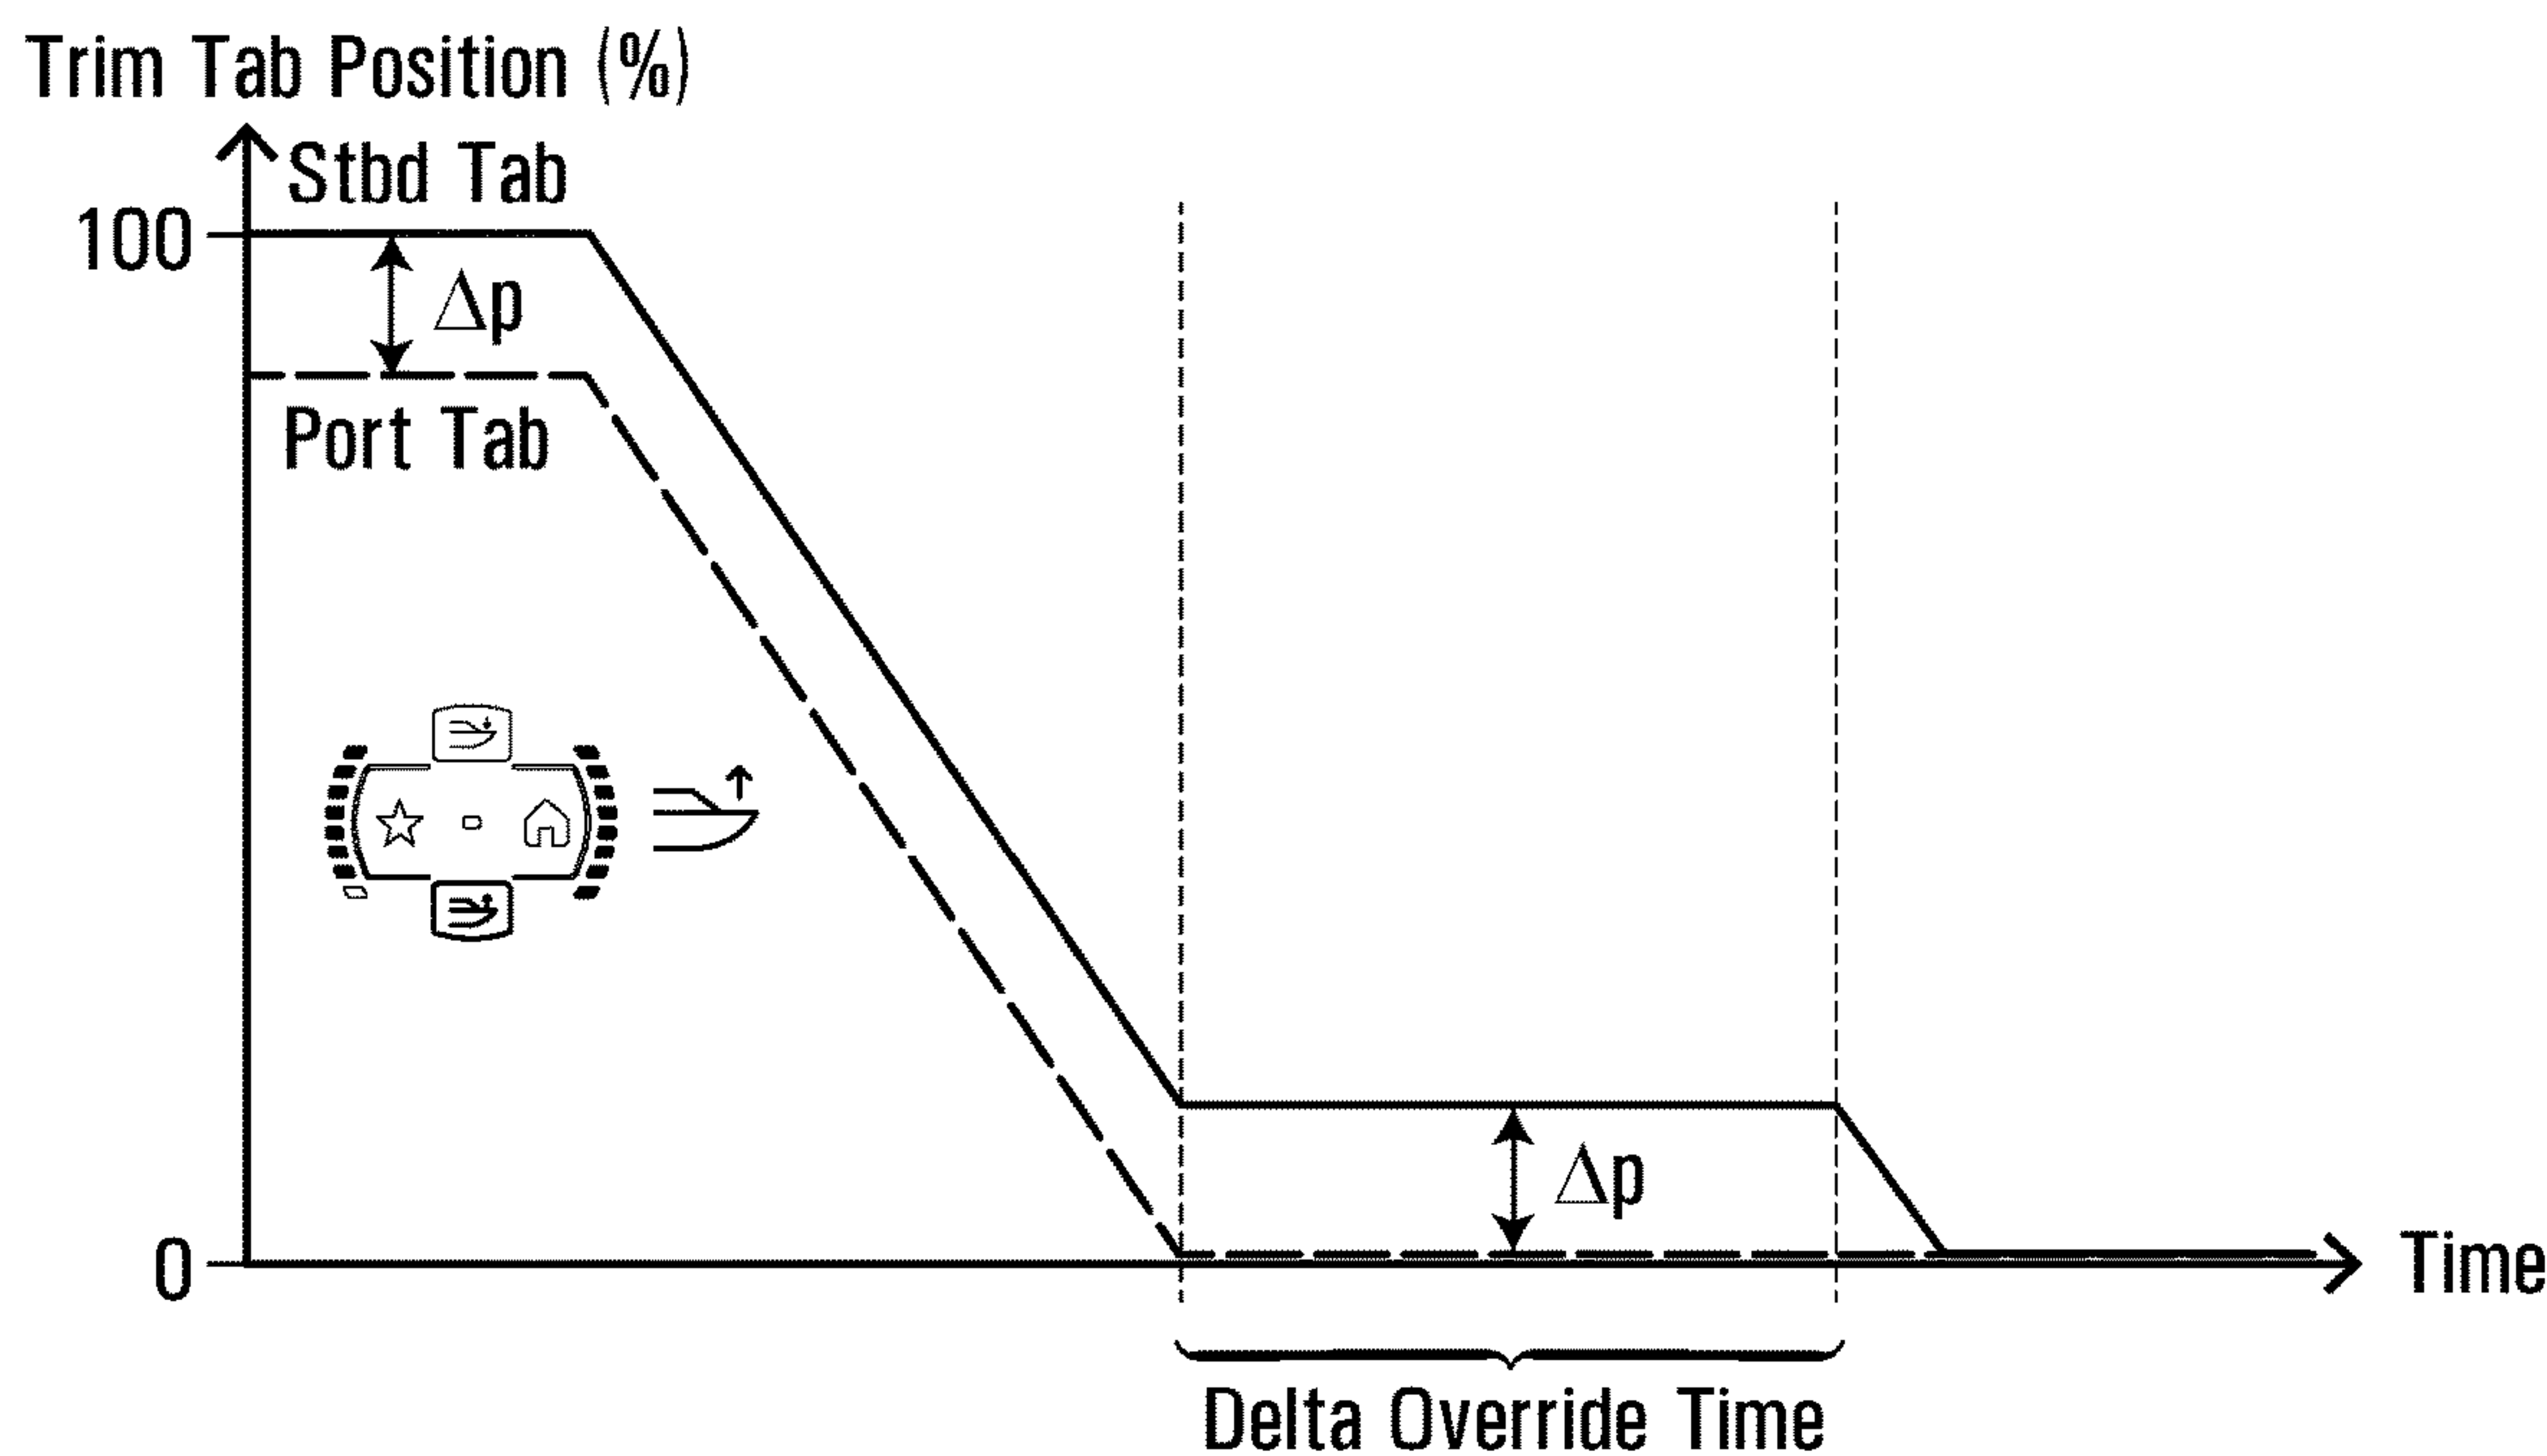 Trim Tab Position (%)
Stbd Tab
100
Δp
Port Tab
Δp
0
Time
Delta Override Time